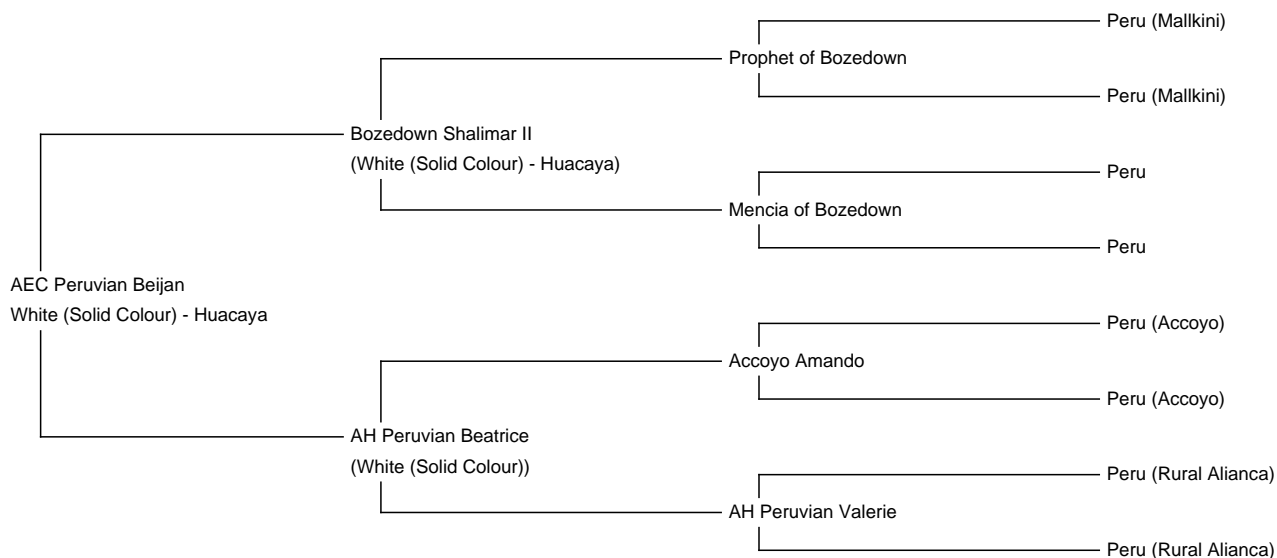 Peru (Mallkini)
Prophet of Bozedown
Peru (Mallkini)
Bozedown Shalimar II
(White (Solid Colour) - Huacaya)
Peru
Mencia of Bozedown
Peru
AEC Peruvian Beijan
White (Solid Colour) - Huacaya
Peru (Accoyo)
Accoyo Amando
Peru (Accoyo)
AH Peruvian Beatrice
(White (Solid Colour))
Peru (Rural Alianca)
AH Peruvian Valerie
Peru (Rural Alianca)